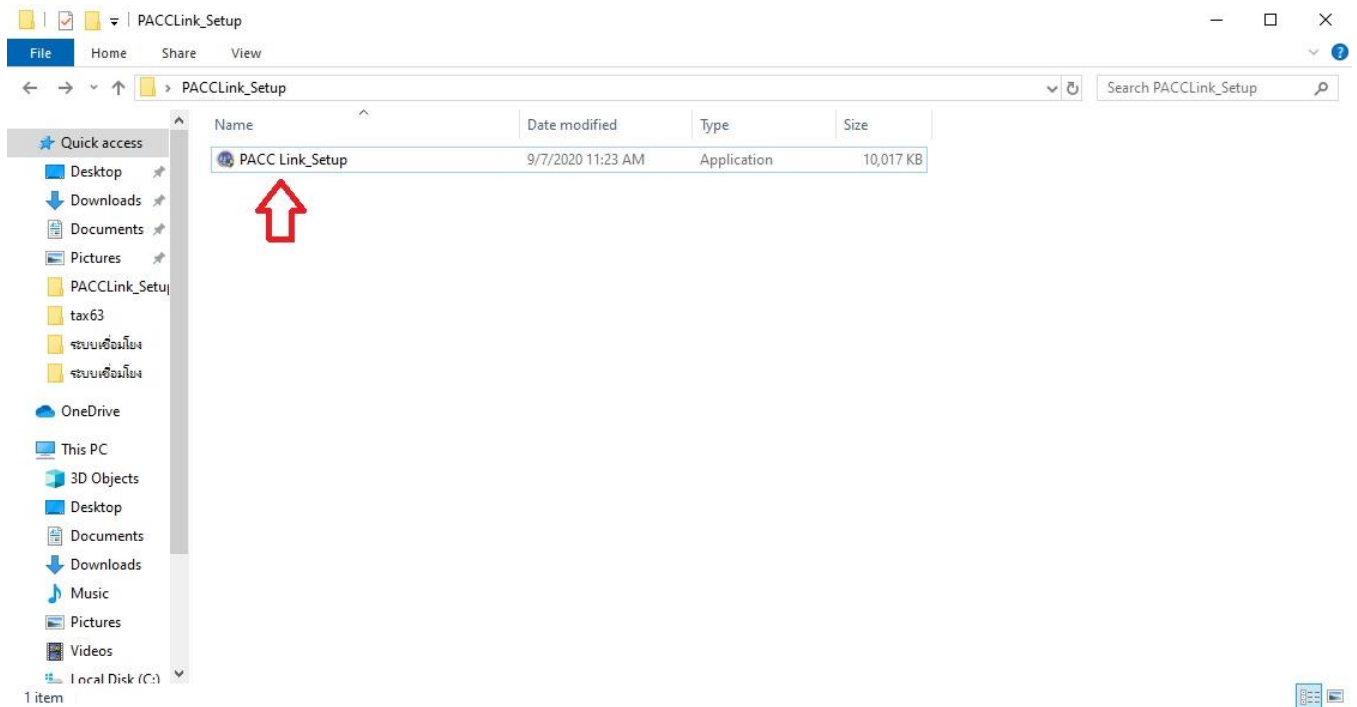 PACCLink_Setup
File Home Share View
PACCLink_Setup
Search PACCLink_Setup
Name Date modified Type Size
PACC Link_Setup 9/7/2020 11:23 AM Application 10,017 KB
Quick access
Desktop
Downloads
Documents
Pictures
PACCLink_Setup
tax63
ระบบเชื่อมโยง
ระบบเชื่อมโยง
OneDrive
This PC
3D Objects
Desktop
Documents
Downloads
Music
Pictures
Videos
Local Disk (C:)
1 item